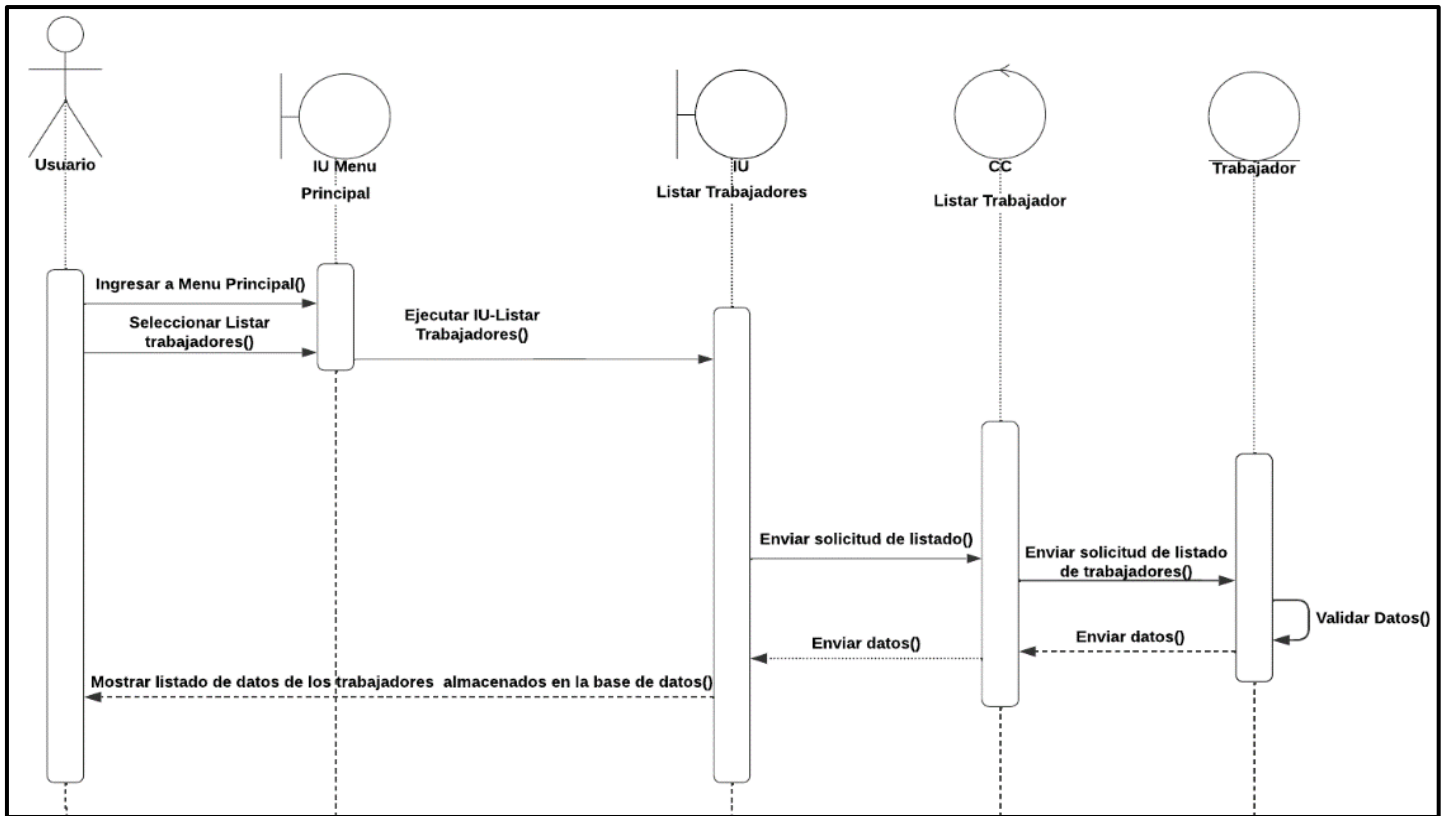 Usuario
IU Menu
Principal
IU
Listar Trabajadores
CC
Listar Trabajador
Trabajador
Ingresar a Menu Principal()
Seleccionar Listar
trabajadores()
Ejecutar IU-Listar
Trabajadores()
Enviar solicitud de listado()
Enviar solicitud de listado
de trabajadores()
Validar Datos()
Enviar datos()
Enviar datos()
Mostrar listado de datos de los trabajadores almacenados en la base de datos()